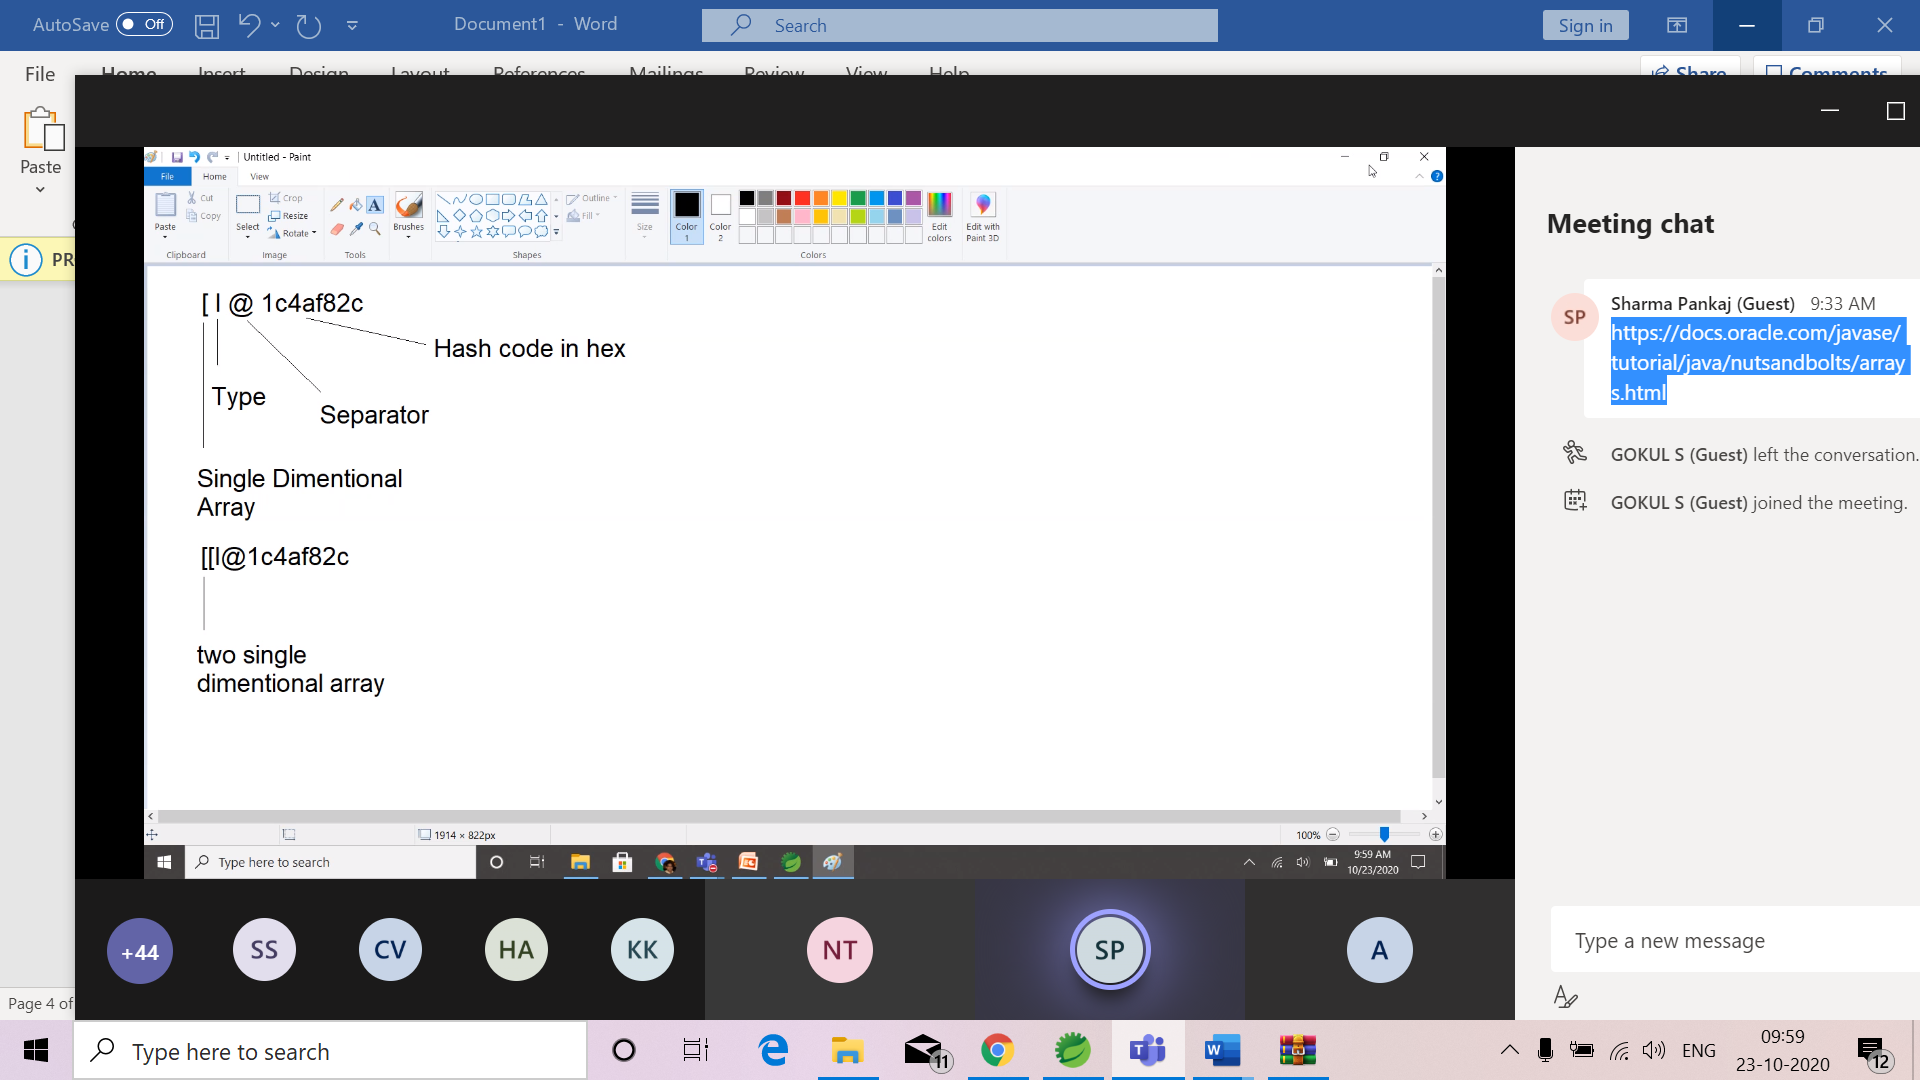 AutoSave Off Document1 - Word Search Sign in
File Home Insert Design Layout References Mailings Review View Help Share Comments
Paste
PR
Untitled - Paint
File Home View
Paste Cut Copy Select Crop Resize Rotate Brushes Outline Fill Size Color 1 Color 2 Edit colors Edit with Paint 3D
Clipboard Image Tools Shapes Colors
[ I @ 1c4af82c
Hash code in hex
Type
Separator
Single Dimentional
Array
[[I@1c4af82c
two single
dimentional array
1914 × 822px 100%
Type here to search 9:59 AM
10/23/2020
Meeting chat
SP Sharma Pankaj (Guest) 9:33 AM
https://docs.oracle.com/javase/
tutorial/java/nutsandbolts/array
s.html
GOKUL S (Guest) left the conversation.
GOKUL S (Guest) joined the meeting.
Type a new message
+44 SS CV HA KK NT SP A
Page 4 of
Type here to search 11 ENG 09:59
23-10-2020 12